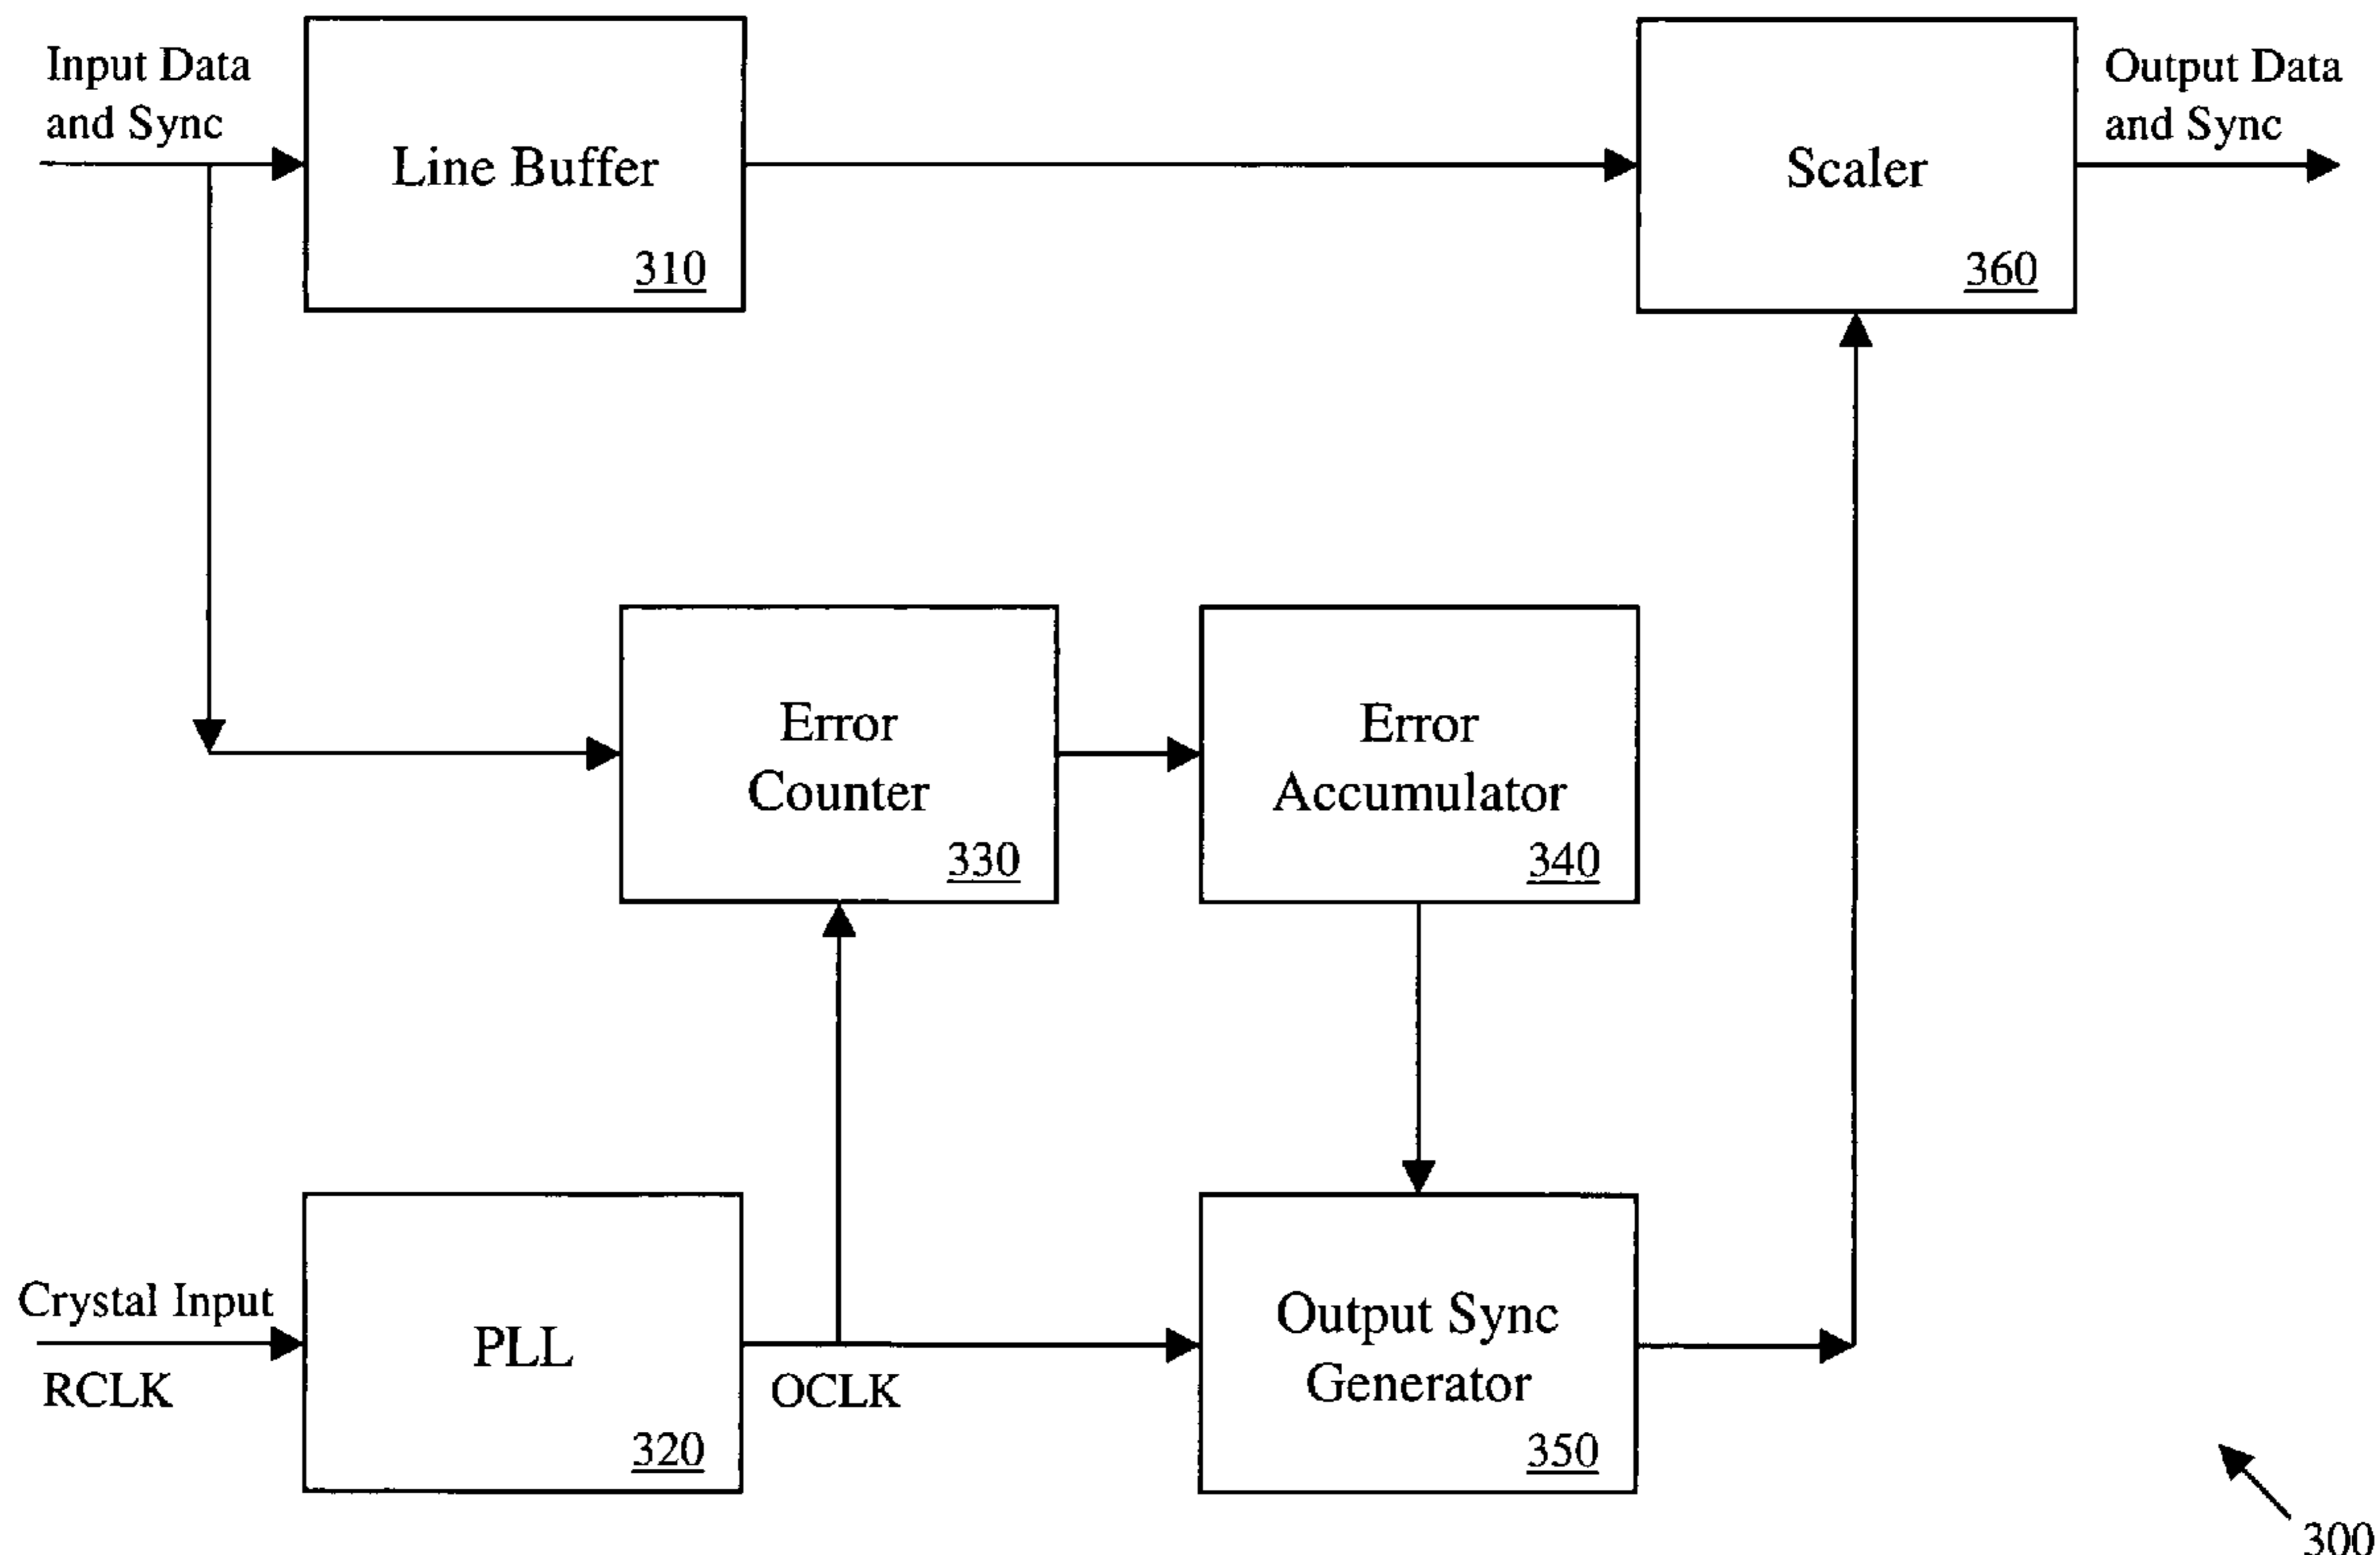 Input Data
and Sync
Line Buffer
310
Scaler
360
Output Data
and Sync
Error
Counter
330
Error
Accumulator
340
Crystal Input
RCLK
PLL
320
OCLK
Output Sync
Generator
350
300